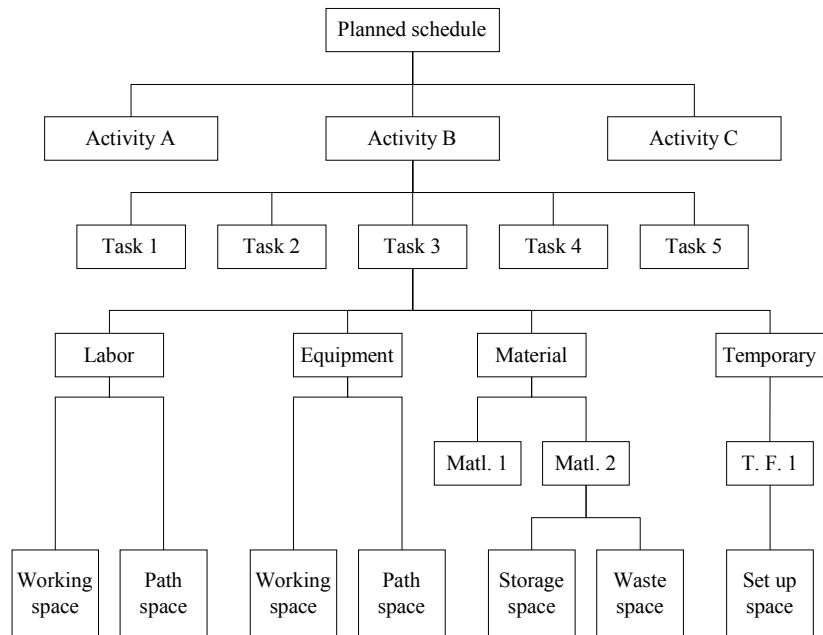 Planned schedule
Activity A
Activity B
Activity C
Task 1
Task 2
Task 3
Task 4
Task 5
Labor
Equipment
Material
Temporary
Matl. 1
Matl. 2
T. F. 1
Working
space
Path
space
Working
space
Path
space
Storage
space
Waste
space
Set up
space